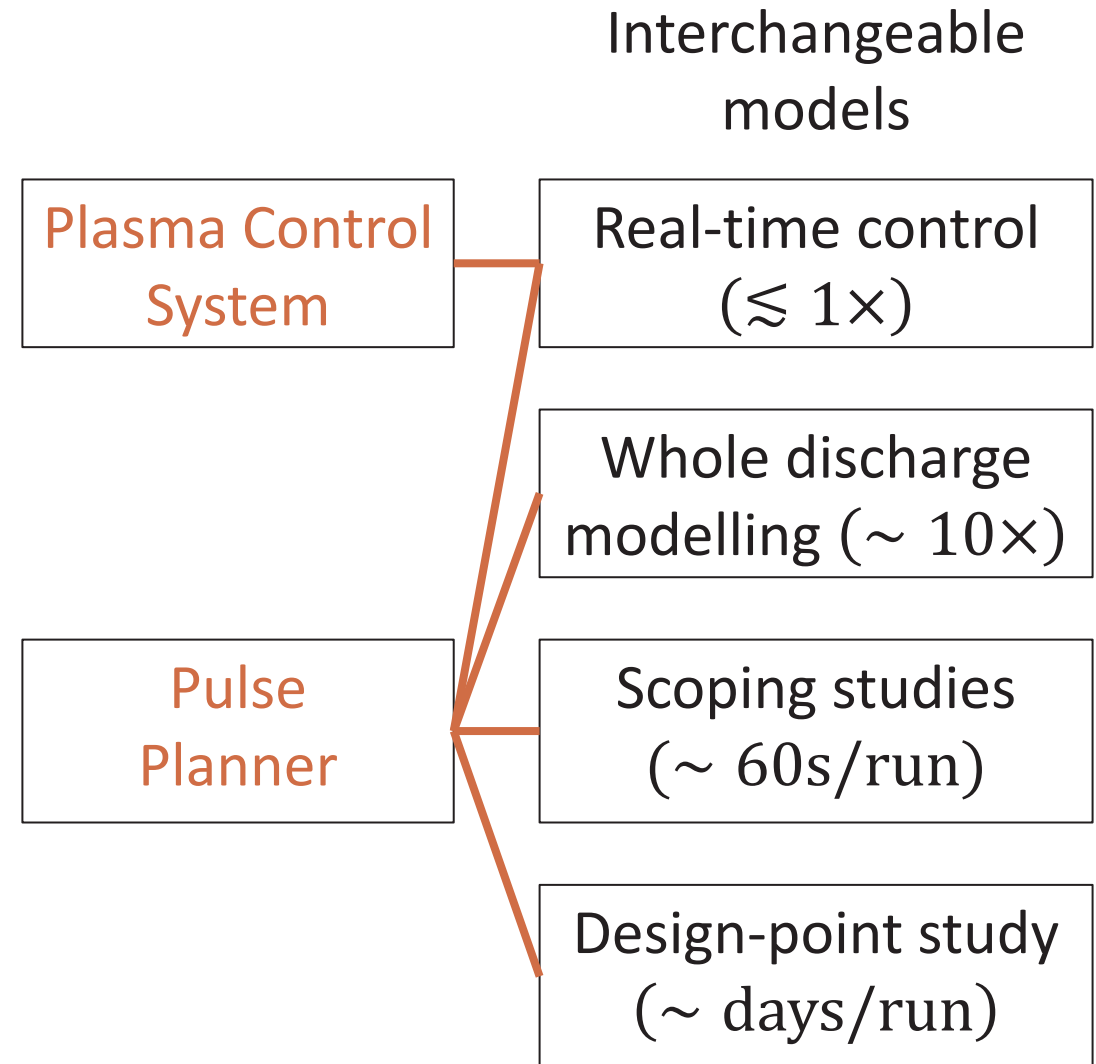 Interchangeable
models
Plasma Control
System
Real-time control
(≲ 1×)
Whole discharge
modelling (~ 10×)
Pulse
Planner
Scoping studies
(~ 60s/run)
Design-point study
(~ days/run)